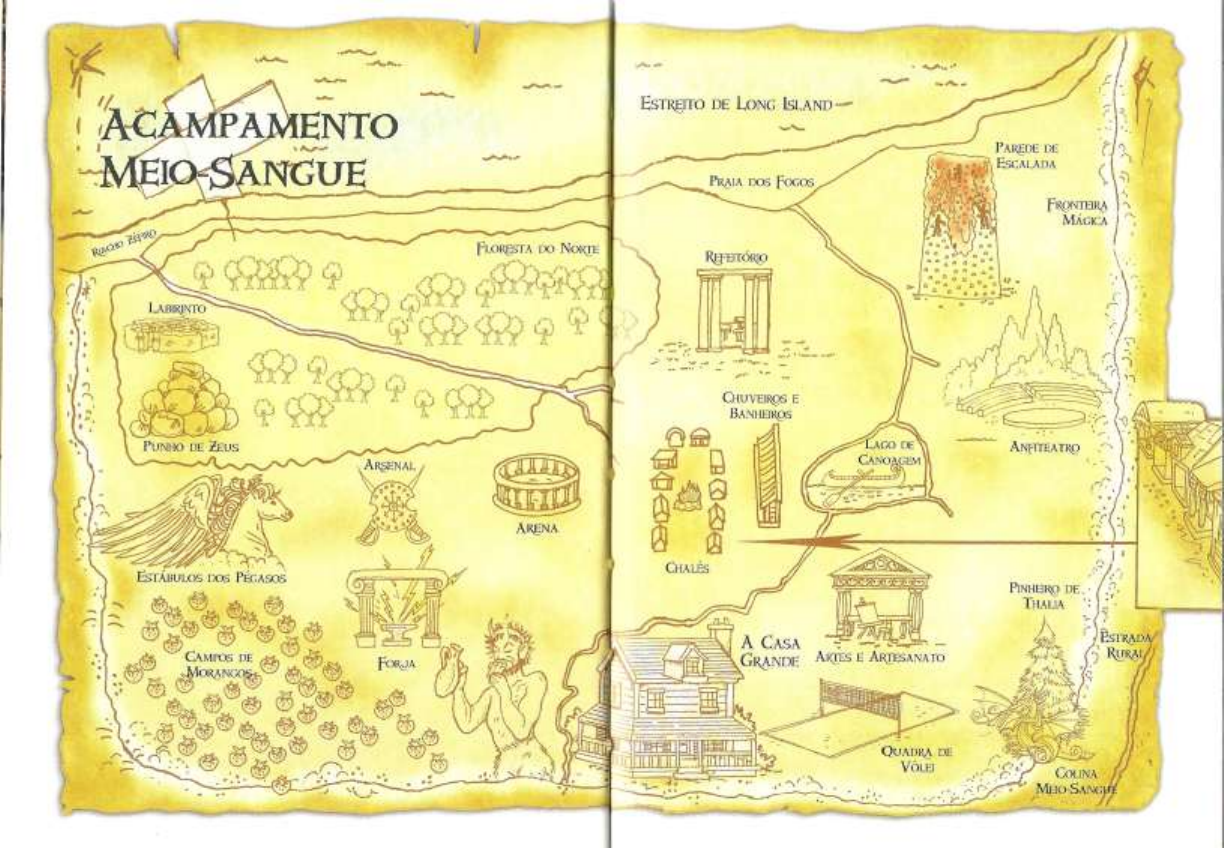 ACAMPAMENTO
MEIO-SANGUE
ESTREITO DE LONG ISLAND
PRAIA DOS FOGOS
PAREDE DE
ESCALADA
FRONTEIRA
MÁGICA
RIACHO ZÉFIRO
FLORESTA DO NORTE
REFEITÓRIO
LABIRINTO
PUNHO DE ZEUS
CHUVEIROS E
BANHEIROS
LAGO DE
CANOAGEM
ANFITEATRO
ARSENAL
ARENA
CHALÉS
ESTÁBULOS DOS PÉGASOS
PINHEIRO DE
THALIA
CAMPOS DE
MORANGOS
FORJA
A CASA
GRANDE
ARTES E ARTESANATO
ESTRADA
RURAL
QUADRA DE
VÔLEI
COLINA
MEIO-SANGUE